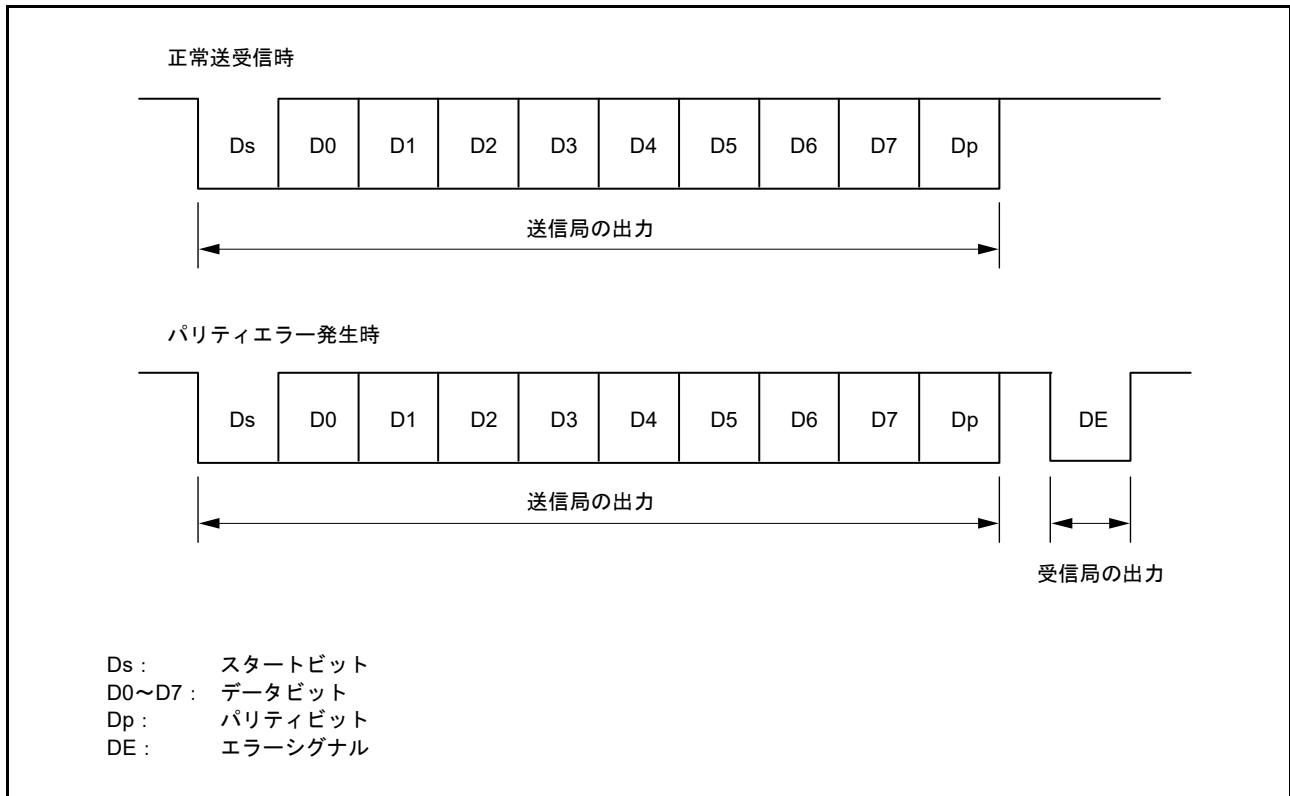 正常送受信時
Ds D0 D1 D2 D3 D4 D5 D6 D7 Dp
送信局の出力
パリティエラー発生時
Ds D0 D1 D2 D3 D4 D5 D6 D7 Dp DE
送信局の出力
受信局の出力
Ds： スタートビット
D0～D7： データビット
Dp： パリティビット
DE： エラーシグナル